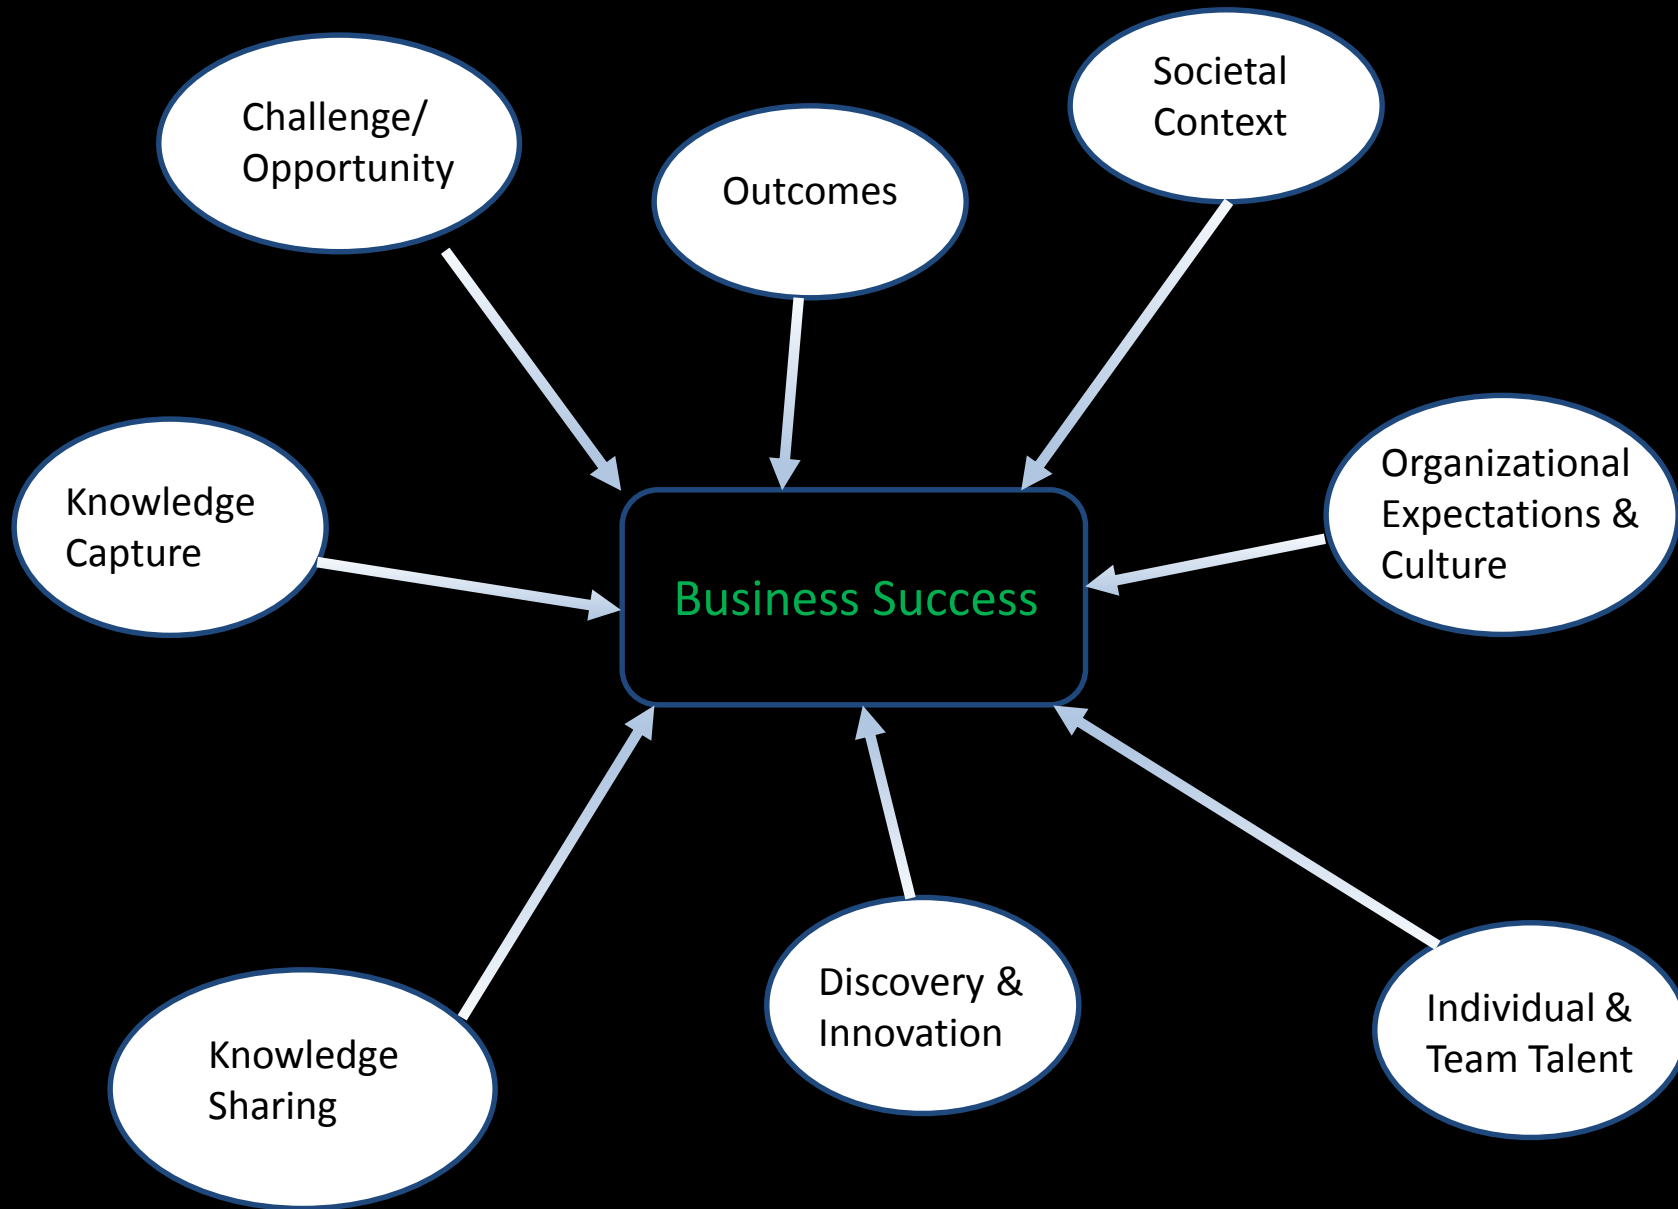 Challenge/
Opportunity
Outcomes
Societal
Context
Knowledge
Capture
Business Success
Organizational
Expectations &
Culture
Knowledge
Sharing
Discovery &
Innovation
Individual &
Team Talent